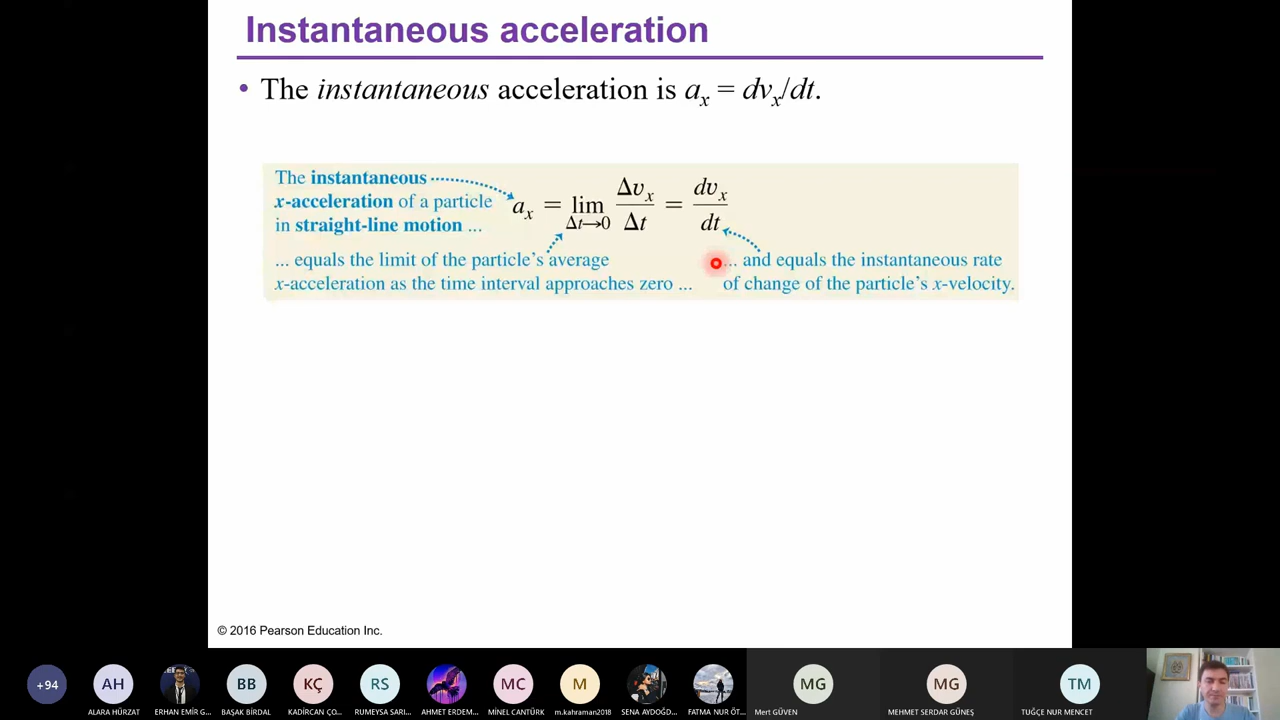 Instantaneous acceleration
• The instantaneous acceleration is aₓ = dvₓ/dt.
The instantaneous
x-acceleration of a particle
in straight-line motion ...
aₓ = lim Δt→0 Δvₓ/Δt = dvₓ/dt
... equals the limit of the particle's average
x-acceleration as the time interval approaches zero ...
... and equals the instantaneous rate
of change of the particle's x-velocity.
© 2016 Pearson Education Inc.
+94
AH
BB
KÇ
RS
MC
M
MG
MG
TM
ALARA HÜRZAT
ERHAN EMİR G...
BAŞAK BİRDAL
KADİRCAN ÇO...
RUMEYSA SARI...
AHMET ERDEM...
MİNEL CANTÜRK
m.kahraman2018
SENA AYDOĞD...
FATMA NUR ÖT...
Mert GÜVEN
MEHMET SERDAR GÜNEŞ
TUĞÇE NUR MENCET